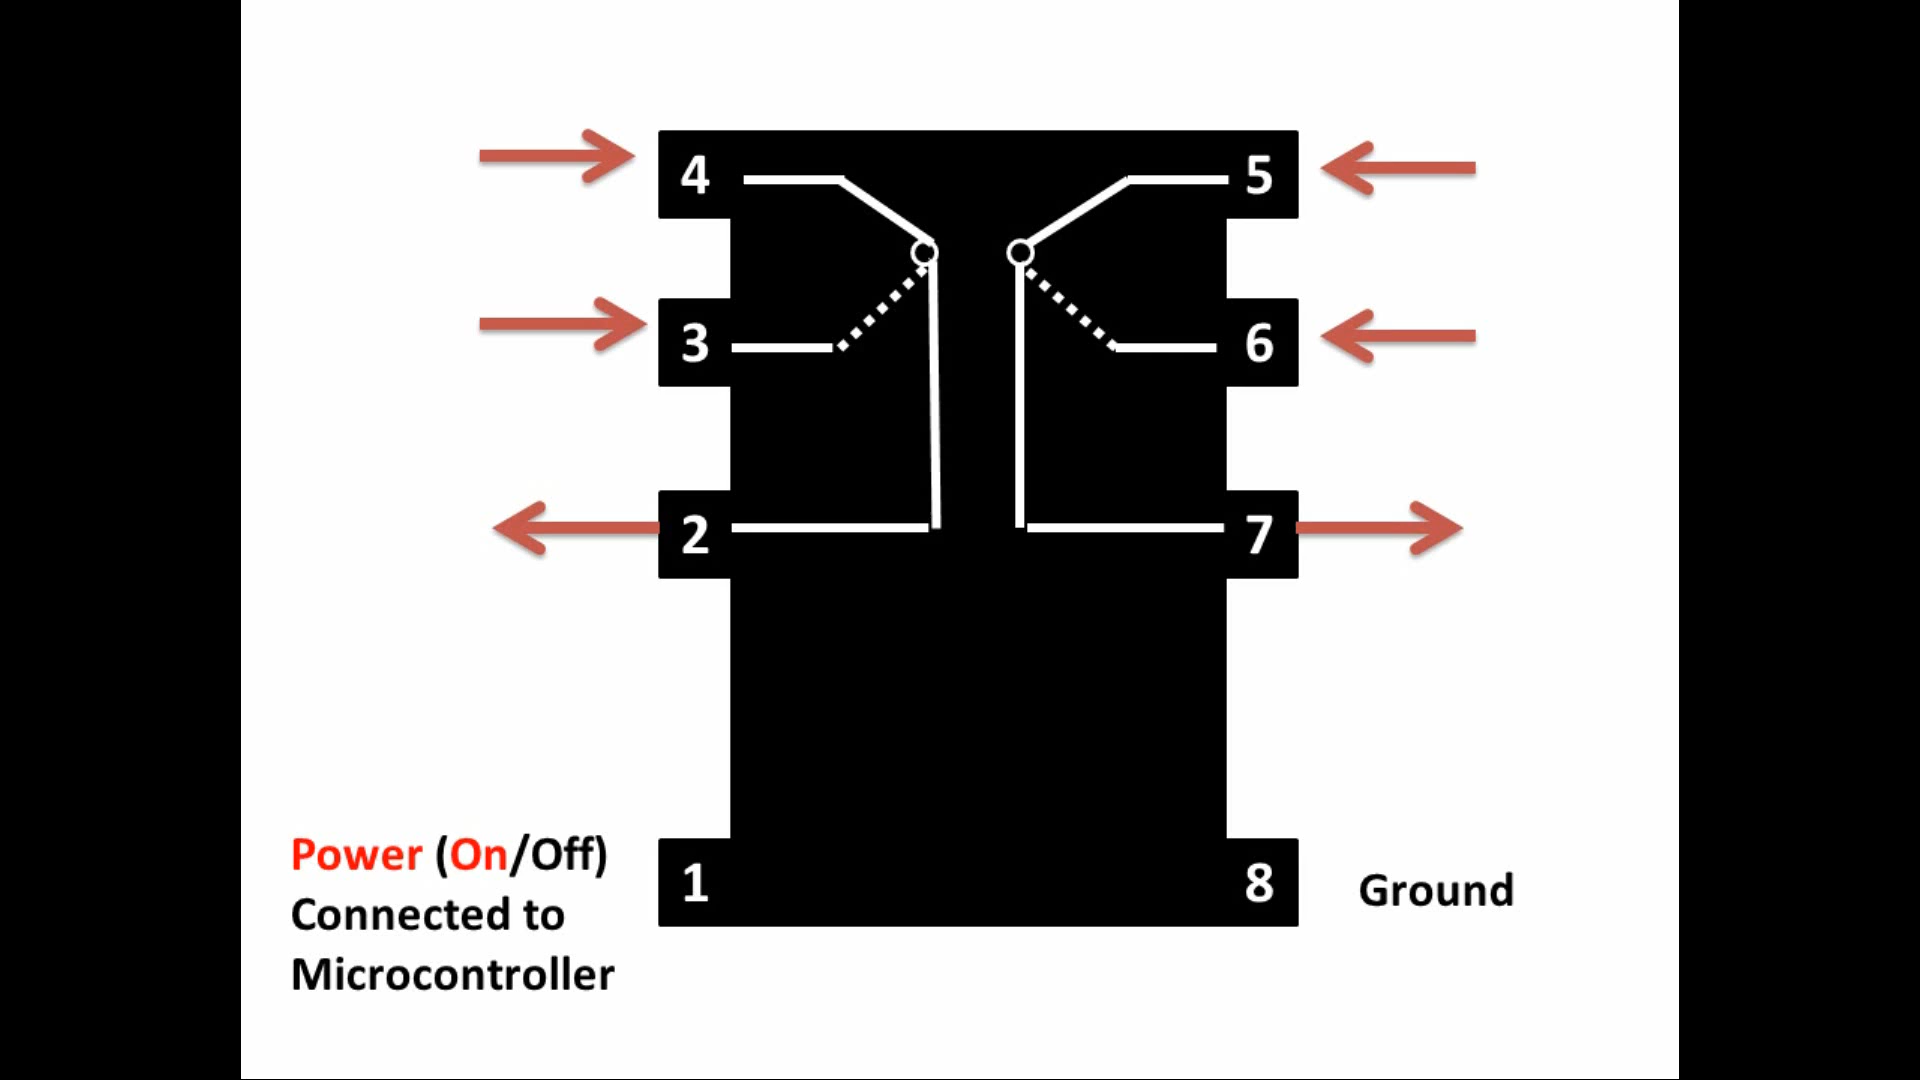 4 5
3 6
2 7
1 8
Power (On/Off)
Connected to
Microcontroller
Ground